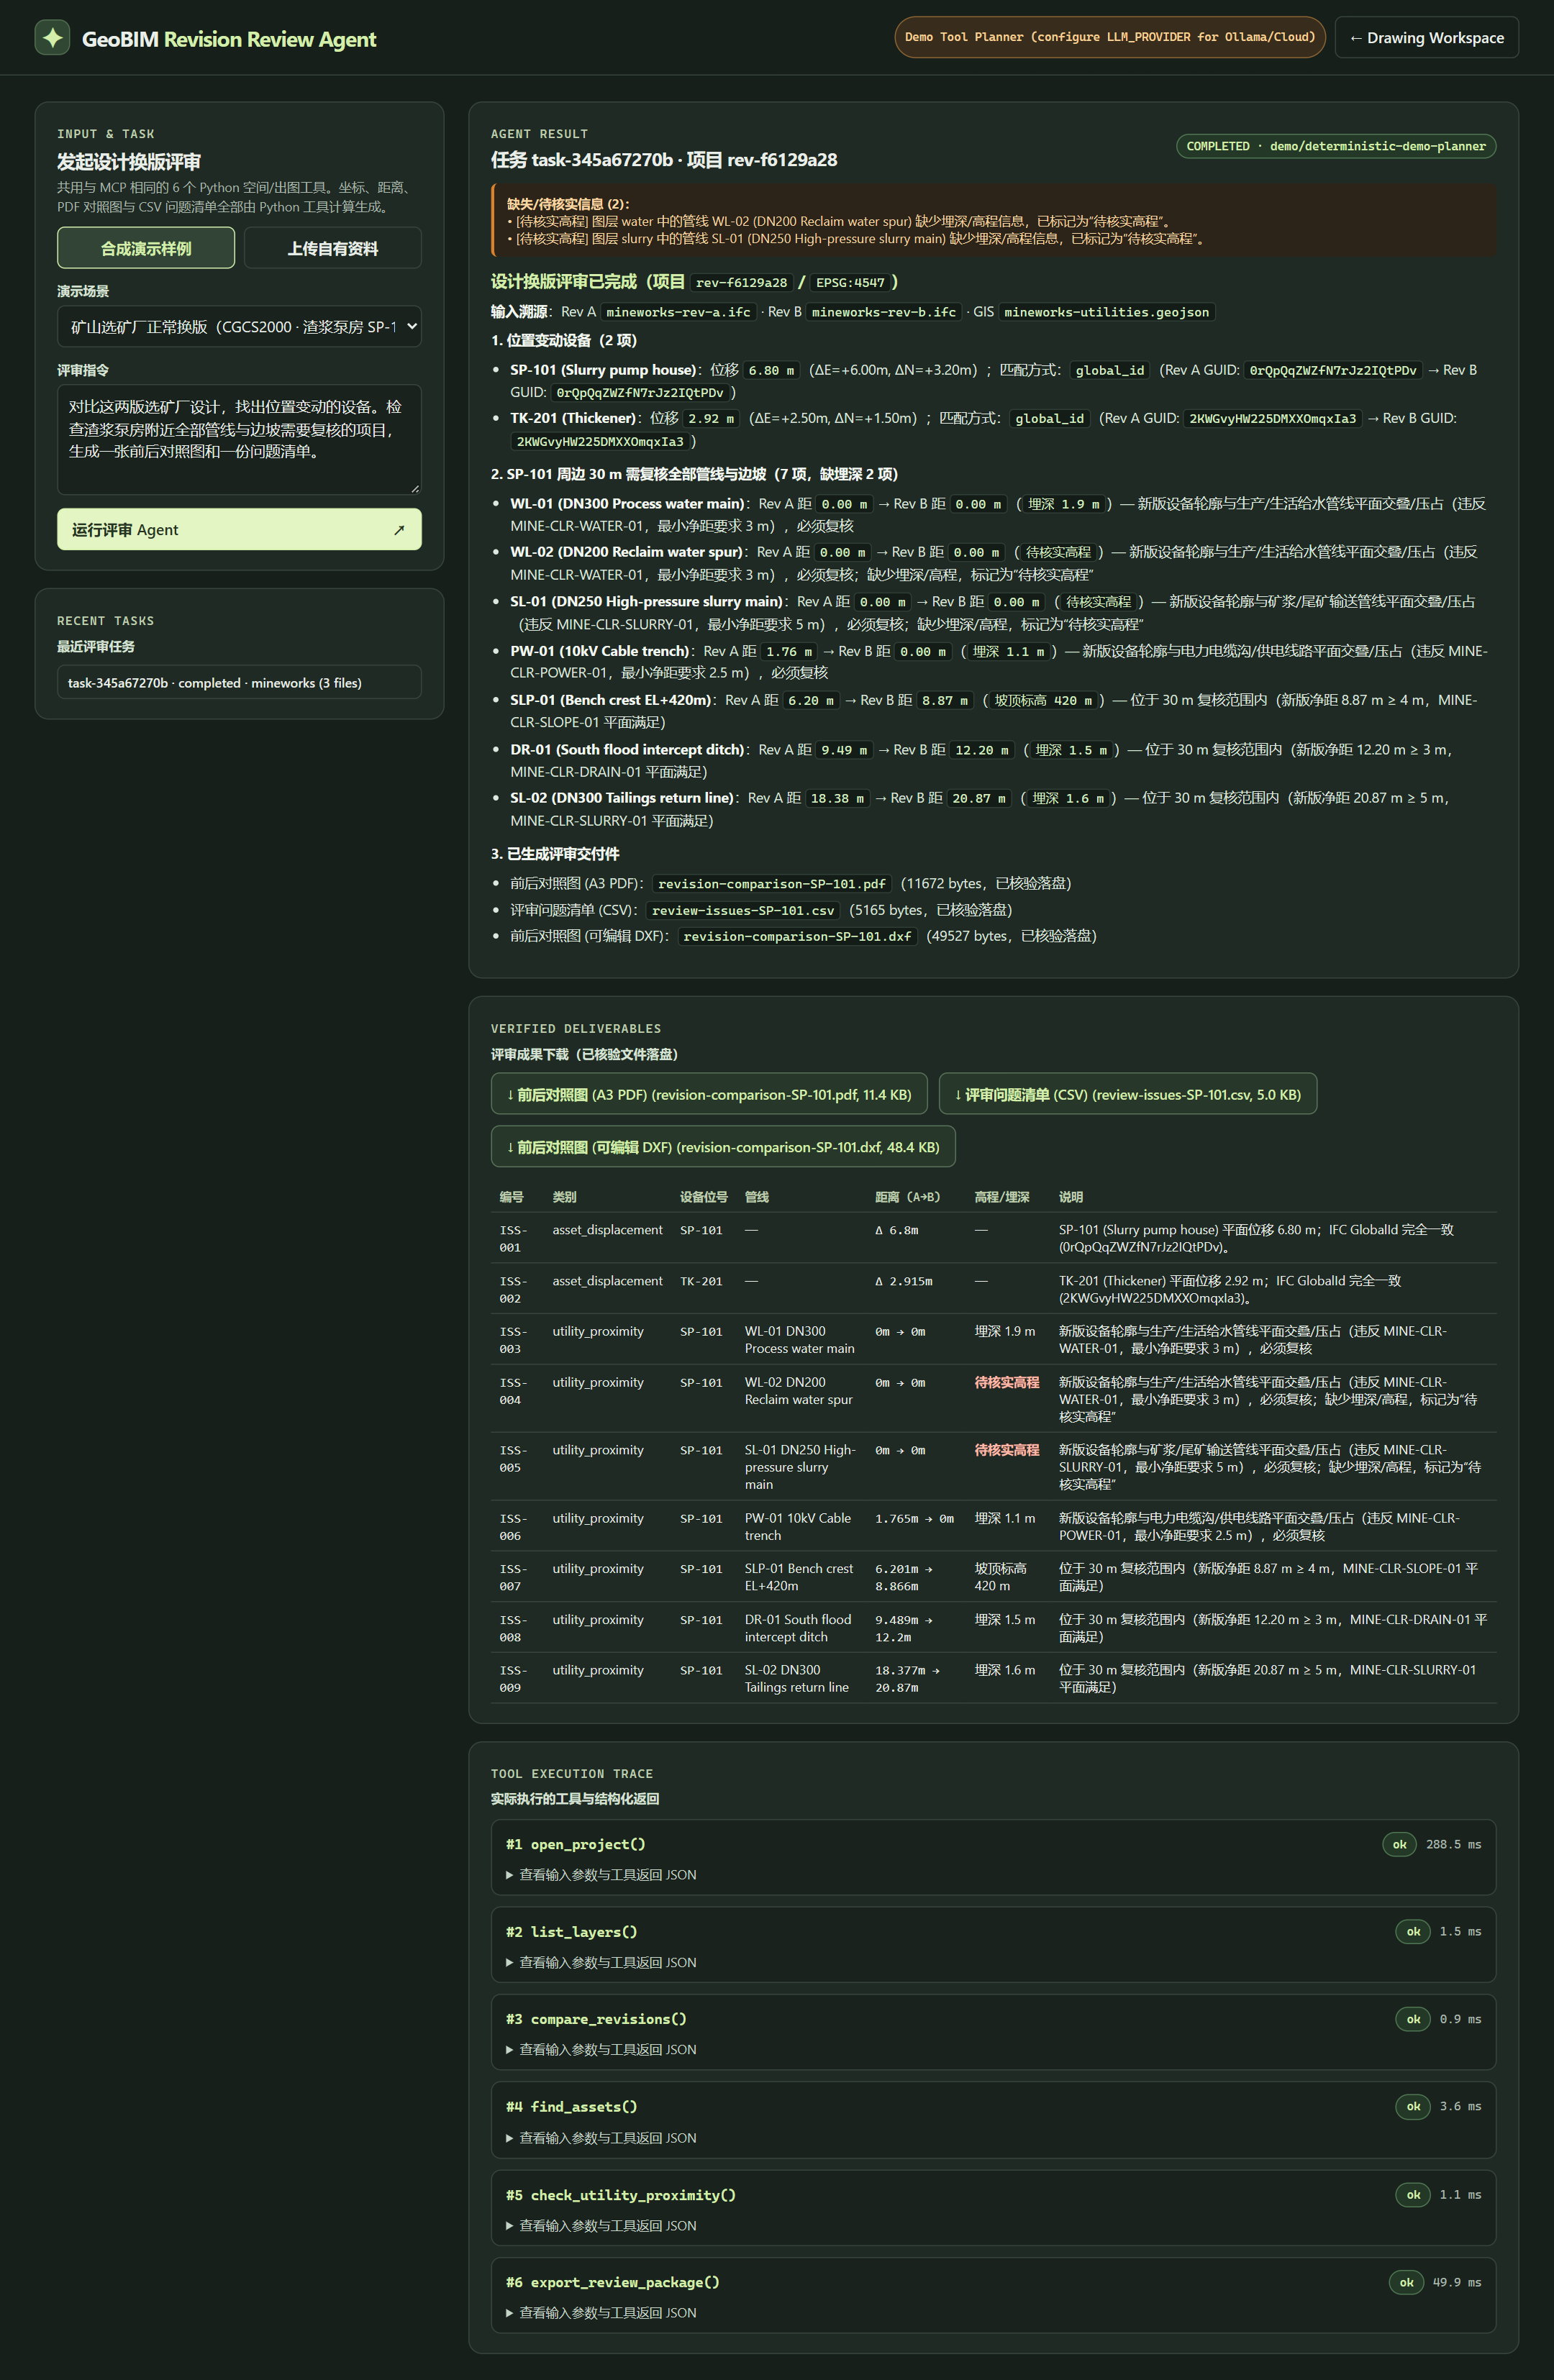 GeoBIM Revision Review Agent
Demo Tool Planner (configure LLM_PROVIDER for Ollama/Cloud)
← Drawing Workspace
INPUT & TASK
发起设计换版评审
共用与 MCP 相同的 6 个 Python 空间/出图工具。坐标、距离、
PDF 对照图与 CSV 问题清单全部由 Python 工具计算生成。
合成演示样例
上传自有资料
演示场景
矿山选矿厂正常换版（CGCS2000 · 渣浆泵房 SP-1
评审指令
对比这两版选矿厂设计，找出位置变动的设备。检
查渣浆泵房附近全部管线与边坡需要复核的项目，
生成一张前后对照图和一份问题清单。
运行评审 Agent ↗
RECENT TASKS
最近评审任务
task-345a67270b · completed · mineworks (3 files)
AGENT RESULT
任务 task-345a67270b · 项目 rev-f6129a28
COMPLETED · demo/deterministic-demo-planner
缺失/待核实信息 (2)：
• [待核实高程] 图层 water 中的管线 WL-02 (DN200 Reclaim water spur) 缺少埋深/高程信息，已标记为“待核实高程”。
• [待核实高程] 图层 slurry 中的管线 SL-01 (DN250 High-pressure slurry main) 缺少埋深/高程信息，已标记为“待核实高程”。
设计换版评审已完成（项目 rev-f6129a28 / EPSG:4547）
输入溯源：Rev A mineworks-rev-a.ifc · Rev B mineworks-rev-b.ifc · GIS mineworks-utilities.geojson
1. 位置变动设备（2 项）
• SP-101 (Slurry pump house)：位移 6.80 m（ΔE=+6.00m, ΔN=+3.20m）；匹配方式：global_id（Rev A GUID: 0rQpQqZWZfN7rJz2IQtPDv → Rev B
GUID: 0rQpQqZWZfN7rJz2IQtPDv）
• TK-201 (Thickener)：位移 2.92 m（ΔE=+2.50m, ΔN=+1.50m）；匹配方式：global_id（Rev A GUID: 2KWGvyHW225DMXXOmqxIa3 → Rev B GUID:
2KWGvyHW225DMXXOmqxIa3）
2. SP-101 周边 30 m 需复核全部管线与边坡（7 项，缺埋深 2 项）
• WL-01 (DN300 Process water main)：Rev A 距 0.00 m → Rev B 距 0.00 m（埋深 1.9 m）— 新版设备轮廓与生产/生活给水管线平面交叠/压占（违反
MINE-CLR-WATER-01，最小净距要求 3 m），必须复核
• WL-02 (DN200 Reclaim water spur)：Rev A 距 0.00 m → Rev B 距 0.00 m（待核实高程）— 新版设备轮廓与生产/生活给水管线平面交叠/压占（违反
MINE-CLR-WATER-01，最小净距要求 3 m），必须复核；缺少埋深/高程，标记为“待核实高程”
• SL-01 (DN250 High-pressure slurry main)：Rev A 距 0.00 m → Rev B 距 0.00 m（待核实高程）— 新版设备轮廓与矿浆/尾矿输送管线平面交叠/压占
（违反 MINE-CLR-SLURRY-01，最小净距要求 5 m），必须复核；缺少埋深/高程，标记为“待核实高程”
• PW-01 (10kV Cable trench)：Rev A 距 1.76 m → Rev B 距 0.00 m（埋深 1.1 m）— 新版设备轮廓与电力电缆沟/供电线路平面交叠/压占（违反 MINE-
CLR-POWER-01，最小净距要求 2.5 m），必须复核
• SLP-01 (Bench crest EL+420m)：Rev A 距 6.20 m → Rev B 距 8.87 m（坡顶标高 420 m）— 位于 30 m 复核范围内（新版净距 8.87 m ≥ 4 m，MINE-
CLR-SLOPE-01 平面满足）
• DR-01 (South flood intercept ditch)：Rev A 距 9.49 m → Rev B 距 12.20 m（埋深 1.5 m）— 位于 30 m 复核范围内（新版净距 12.20 m ≥ 3 m，
MINE-CLR-DRAIN-01 平面满足）
• SL-02 (DN300 Tailings return line)：Rev A 距 18.38 m → Rev B 距 20.87 m（埋深 1.6 m）— 位于 30 m 复核范围内（新版净距 20.87 m ≥ 5 m，
MINE-CLR-SLURRY-01 平面满足）
3. 已生成评审交付件
• 前后对照图 (A3 PDF)：revision-comparison-SP-101.pdf（11672 bytes，已核验落盘）
• 评审问题清单 (CSV)：review-issues-SP-101.csv（5165 bytes，已核验落盘）
• 前后对照图 (可编辑 DXF)：revision-comparison-SP-101.dxf（49527 bytes，已核验落盘）
VERIFIED DELIVERABLES
评审成果下载（已核验文件落盘）
↓ 前后对照图 (A3 PDF) (revision-comparison-SP-101.pdf, 11.4 KB)
↓ 评审问题清单 (CSV) (review-issues-SP-101.csv, 5.0 KB)
↓ 前后对照图 (可编辑 DXF) (revision-comparison-SP-101.dxf, 48.4 KB)
编号 类别 设备位号 管线 距离 (A→B) 高程/埋深 说明
ISS-001 asset_displacement SP-101 — Δ 6.8m — SP-101 (Slurry pump house) 平面位移 6.80 m；IFC GlobalId 完全一致
(0rQpQqZWZfN7rJz2IQtPDv)。
ISS-002 asset_displacement TK-201 — Δ 2.915m — TK-201 (Thickener) 平面位移 2.92 m；IFC GlobalId 完全一致
(2KWGvyHW225DMXXOmqxIa3)。
ISS-003 utility_proximity SP-101 WL-01 DN300 Process water main 0m → 0m 埋深 1.9 m 新版设备轮廓与生产/生活给水管线平面交叠/压占（违反 MINE-CLR-
WATER-01，最小净距要求 3 m），必须复核
ISS-004 utility_proximity SP-101 WL-02 DN200 Reclaim water spur 0m → 0m 待核实高程 新版设备轮廓与生产/生活给水管线平面交叠/压占（违反 MINE-CLR-
WATER-01，最小净距要求 3 m），必须复核；缺少埋深/高程，标记为“待
核实高程”
ISS-005 utility_proximity SP-101 SL-01 DN250 High-pressure slurry main 0m → 0m 待核实高程 新版设备轮廓与矿浆/尾矿输送管线平面交叠/压占（违反 MINE-CLR-
SLURRY-01，最小净距要求 5 m），必须复核；缺少埋深/高程，标记为“待
核实高程”
ISS-006 utility_proximity SP-101 PW-01 10kV Cable trench 1.765m → 0m 埋深 1.1 m 新版设备轮廓与电力电缆沟/供电线路平面交叠/压占（违反 MINE-CLR-
POWER-01，最小净距要求 2.5 m），必须复核
ISS-007 utility_proximity SP-101 SLP-01 Bench crest EL+420m 6.201m → 8.866m 坡顶标高 420 m 位于 30 m 复核范围内（新版净距 8.87 m ≥ 4 m，MINE-CLR-SLOPE-01 平
面满足）
ISS-008 utility_proximity SP-101 DR-01 South flood intercept ditch 9.489m → 12.2m 埋深 1.5 m 位于 30 m 复核范围内（新版净距 12.20 m ≥ 3 m，MINE-CLR-DRAIN-01 平
面满足）
ISS-009 utility_proximity SP-101 SL-02 DN300 Tailings return line 18.377m → 20.87m 埋深 1.6 m 位于 30 m 复核范围内（新版净距 20.87 m ≥ 5 m，MINE-CLR-SLURRY-01
平面满足）
TOOL EXECUTION TRACE
实际执行的工具与结构化返回
#1 open_project() ok 288.5 ms
▶ 查看输入参数与工具返回 JSON
#2 list_layers() ok 1.5 ms
▶ 查看输入参数与工具返回 JSON
#3 compare_revisions() ok 0.9 ms
▶ 查看输入参数与工具返回 JSON
#4 find_assets() ok 3.6 ms
▶ 查看输入参数与工具返回 JSON
#5 check_utility_proximity() ok 1.1 ms
▶ 查看输入参数与工具返回 JSON
#6 export_review_package() ok 49.9 ms
▶ 查看输入参数与工具返回 JSON